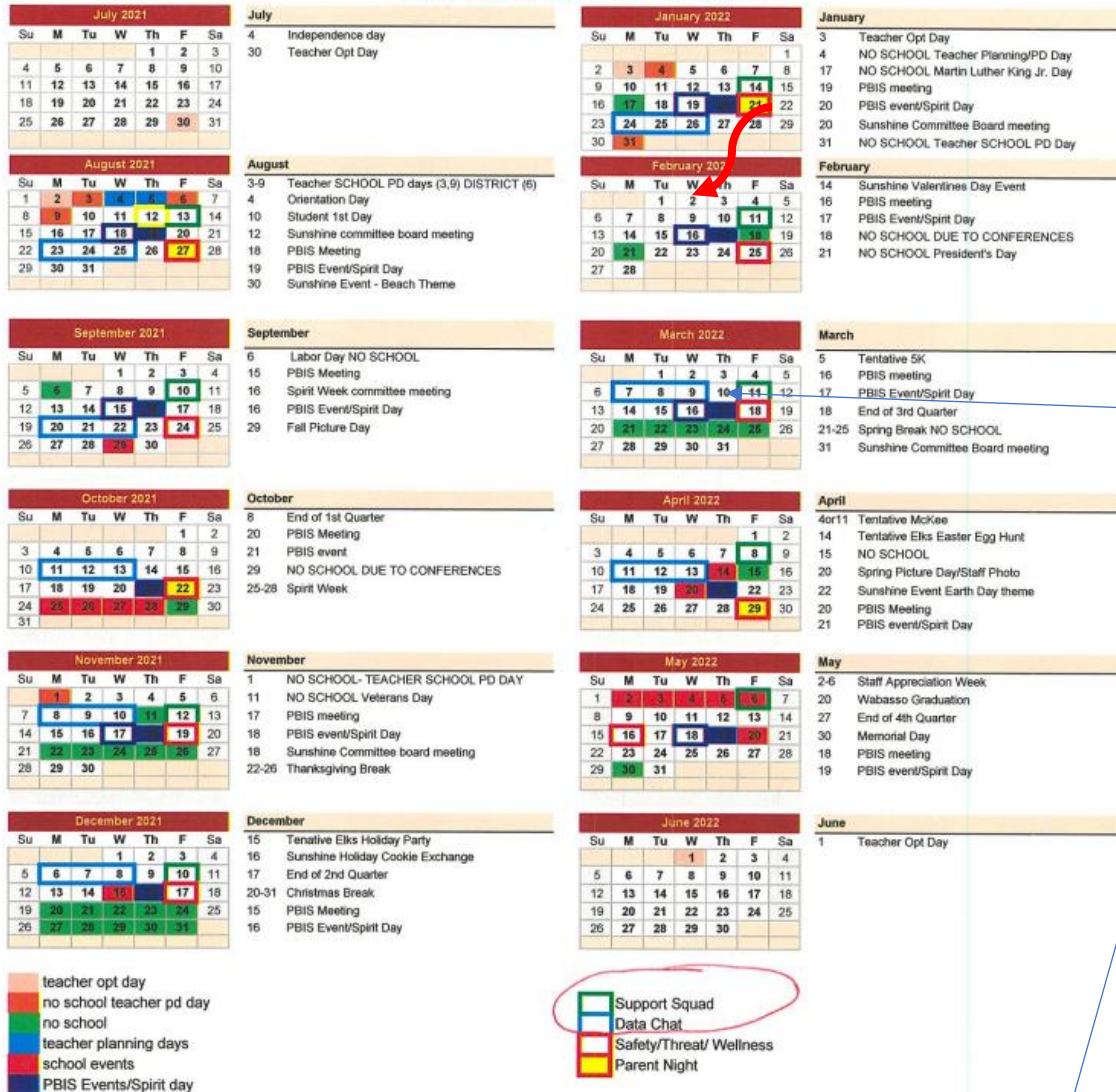 July 2021
Su M Tu W Th F Sa
1 2 3
4 5 6 7 8 9 10
11 12 13 14 15 16 17
18 19 20 21 22 23 24
25 26 27 28 29 30 31
July
4 Independence day
30 Teacher Opt Day
January 2022
Su M Tu W Th F Sa
1
2 3 4 5 6 7 8
9 10 11 12 13 14 15
16 17 18 19 21 22
23 24 25 26 27 28 29
30 31
January
3 Teacher Opt Day
4 NO SCHOOL Teacher Planning/PD Day
17 NO SCHOOL Martin Luther King Jr. Day
19 PBIS meeting
20 PBIS event/Spirit Day
20 Sunshine Committee Board meeting
31 NO SCHOOL Teacher SCHOOL PD Day
August 2021
Su M Tu W Th F Sa
1 2 3 4 5 6 7
8 9 10 11 12 13 14
15 16 17 18 20 21
22 23 24 25 26 27 28
29 30 31
August
3-9 Teacher SCHOOL PD days (3,9) DISTRICT (6)
4 Orientation Day
10 Student 1st Day
12 Sunshine committee board meeting
18 PBIS Meeting
19 PBIS Event/Spirit Day
30 Sunshine Event - Beach Theme
February 202
Su M Tu W Th F Sa
1 2 3 4 5
6 7 8 9 10 11 12
13 14 15 16 18 19
20 21 22 23 24 25 26
27 28
February
14 Sunshine Valentines Day Event
16 PBIS meeting
17 PBIS Event/Spirit Day
18 NO SCHOOL DUE TO CONFERENCES
21 NO SCHOOL President's Day
September 2021
Su M Tu W Th F Sa
1 2 3 4
5 6 7 8 9 10 11
12 13 14 15 17 18
19 20 21 22 23 24 25
26 27 28 29 30
September
6 Labor Day NO SCHOOL
15 PBIS Meeting
16 Spirit Week committee meeting
16 PBIS Event/Spirit Day
29 Fall Picture Day
March 2022
Su M Tu W Th F Sa
1 2 3 4 5
6 7 8 9 10 11 12
13 14 15 16 18 19
20 21 22 23 24 25 26
27 28 29 30 31
March
5 Tentative 5K
16 PBIS meeting
17 PBIS Event/Spirit Day
18 End of 3rd Quarter
21-25 Spring Break NO SCHOOL
31 Sunshine Committee Board meeting
October 2021
Su M Tu W Th F Sa
1 2
3 4 5 6 7 8 9
10 11 12 13 14 15 16
17 18 19 20 22 23
24 25 26 27 28 29 30
31
October
8 End of 1st Quarter
20 PBIS Meeting
21 PBIS event
29 NO SCHOOL DUE TO CONFERENCES
25-28 Spirit Week
April 2022
Su M Tu W Th F Sa
1 2
3 4 5 6 7 8 9
10 11 12 13 14 15 16
17 18 19 20 22 23
24 25 26 27 28 29 30
April
4or11 Tentative McKee
14 Tentative Elks Easter Egg Hunt
15 NO SCHOOL
20 Spring Picture Day/Staff Photo
22 Sunshine Event Earth Day theme
20 PBIS Meeting
21 PBIS event/Spirit Day
November 2021
Su M Tu W Th F Sa
1 2 3 4 5 6
7 8 9 10 11 12 13
14 15 16 17 19 20
21 22 23 24 25 26 27
28 29 30
November
1 NO SCHOOL- TEACHER SCHOOL PD DAY
11 NO SCHOOL Veterans Day
17 PBIS meeting
18 PBIS event/Spirit Day
18 Sunshine Committee board meeting
22-26 Thanksgiving Break
May 2022
Su M Tu W Th F Sa
1 2 3 4 5 6 7
8 9 10 11 12 13 14
15 16 17 18 20 21
22 23 24 25 26 27 28
29 30 31
May
2-6 Staff Appreciation Week
20 Wabasso Graduation
27 End of 4th Quarter
30 Memorial Day
18 PBIS meeting
19 PBIS event/Spirit Day
December 2021
Su M Tu W Th F Sa
1 2 3 4
5 6 7 8 9 10 11
12 13 14 15 17 18
19 20 21 22 23 24 25
26 27 28 29 30 31
December
15 Tenative Elks Holiday Party
16 Sunshine Holiday Cookie Exchange
17 End of 2nd Quarter
20-31 Christmas Break
15 PBIS Meeting
16 PBIS Event/Spirit Day
June 2022
Su M Tu W Th F Sa
1 2 3 4
5 6 7 8 9 10 11
12 13 14 15 16 17 18
19 20 21 22 23 24 25
26 27 28 29 30
June
1 Teacher Opt Day
teacher opt day
no school teacher pd day
no school
teacher planning days
school events
PBIS Events/Spirit day
Support Squad
Data Chat
Safety/Threat/ Wellness
Parent Night